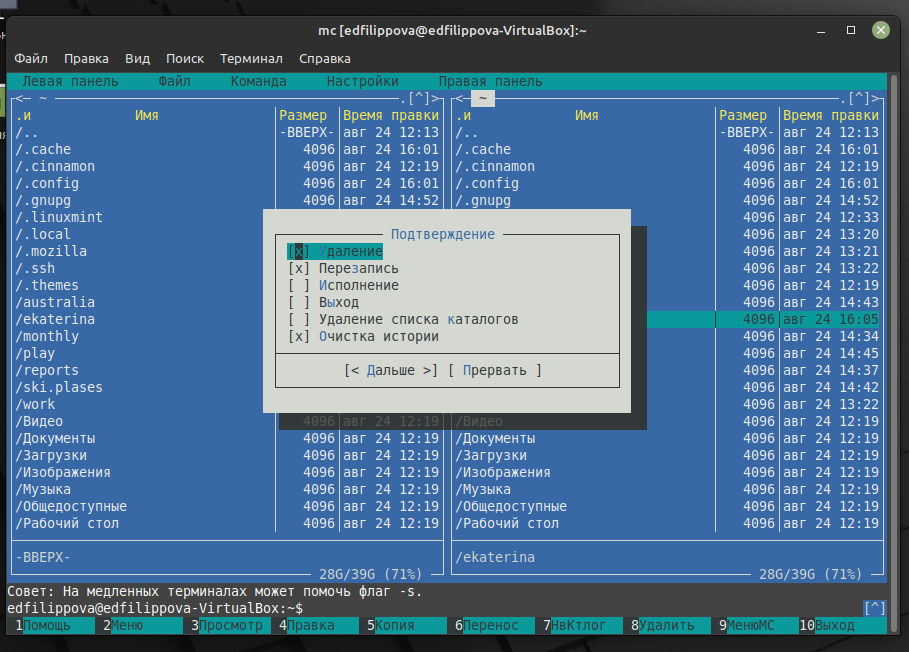 mc [edfilippova@edfilippova-VirtualBox]:~
Файл Правка Вид Поиск Терминал Справка
Левая панель Файл Команда Настройки Правая панель
<─ ~ .[^]> <─ ~ .[^]>
.и Имя Размер Время правки .и Имя Размер Время правки
/.. -ВВЕРХ- авг 24 12:13 /.. -ВВЕРХ- авг 24 12:13
/.cache 4096 авг 24 16:01 /.cache 4096 авг 24 16:01
/.cinnamon 4096 авг 24 12:19 /.cinnamon 4096 авг 24 12:19
/.config 4096 авг 24 16:01 /.config 4096 авг 24 16:01
/.gnupg 4096 авг 24 14:52 /.gnupg 4096 авг 24 14:52
/.linuxmint 4096 авг 24 12:33
/.local Подтверждение 4096 авг 24 13:20
/.mozilla [x] Удаление 4096 авг 24 13:21
/.ssh [x] Перезапись 4096 авг 24 13:22
/.themes [ ] Исполнение 4096 авг 24 12:19
/australia [ ] Выход 4096 авг 24 14:43
/ekaterina [ ] Удаление списка каталогов 4096 авг 24 16:05
/monthly [x] Очистка истории 4096 авг 24 14:34
/play 4096 авг 24 14:45
/reports [< Дальше >] [ Прервать ] 4096 авг 24 14:37
/ski.plases 4096 авг 24 14:42
/work 4096 авг 24 13:22
/Видео 4096 авг 24 12:19 /Видео 4096 авг 24 12:19
/Документы 4096 авг 24 12:19 /Документы 4096 авг 24 12:19
/Загрузки 4096 авг 24 12:19 /Загрузки 4096 авг 24 12:19
/Изображения 4096 авг 24 12:19 /Изображения 4096 авг 24 12:19
/Музыка 4096 авг 24 12:19 /Музыка 4096 авг 24 12:19
/Общедоступные 4096 авг 24 12:19 /Общедоступные 4096 авг 24 12:19
/Рабочий стол 4096 авг 24 12:19 /Рабочий стол 4096 авг 24 12:19
-ВВЕРХ- /ekaterina
28G/39G (71%) 28G/39G (71%)
Совет: На медленных терминалах может помочь флаг -s.
edfilippova@edfilippova-VirtualBox:~$ [^]
1Помощь 2Меню 3Просмотр 4Правка 5Копия 6Перенос 7НвКтлог 8Удалить 9МенюМС 10Выход